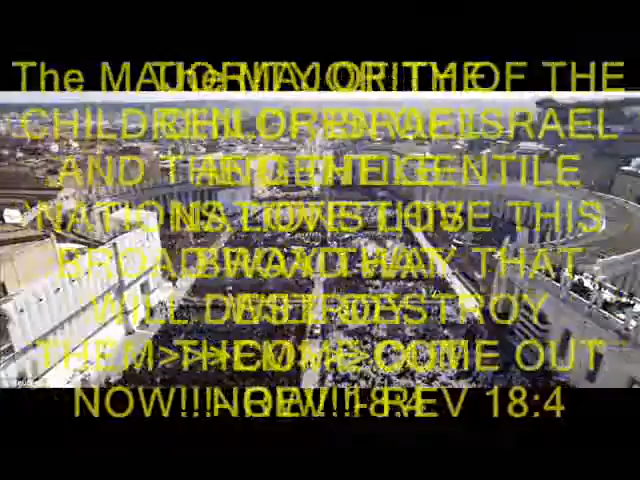 The MAJORITY OF THE
CHILDREN OF ISRAEL
AND THE GENTILE
NATIONS LOVE THIS
BROAD WAY THAT
WILL DESTROY
THEM>>>COME OUT
NOW!!!- REV 18:4